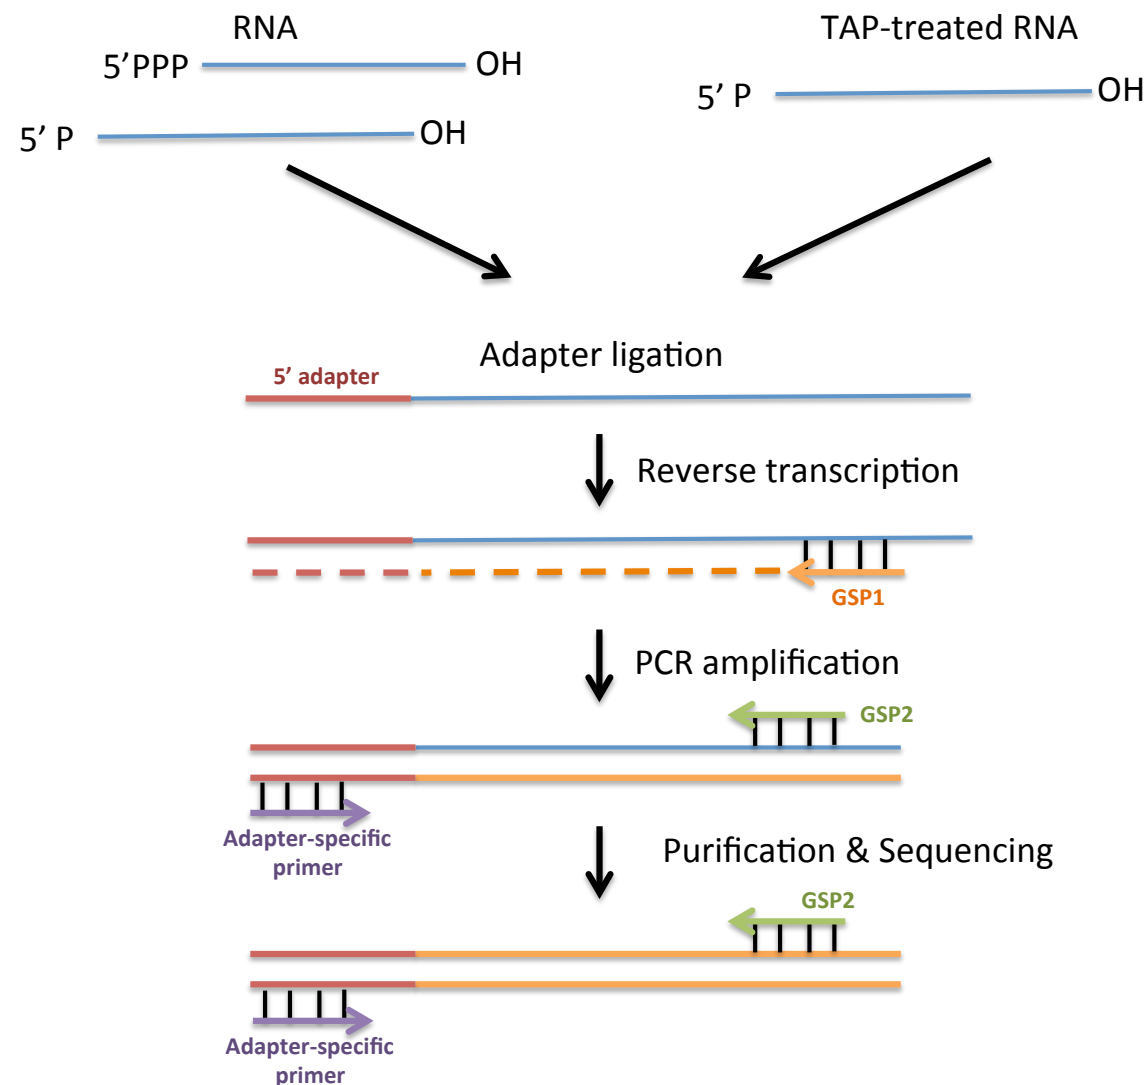 RNA
5'PPP
OH
5' P
OH
TAP-treated RNA
5' P
OH
Adapter ligation
5' adapter
Reverse transcription
GSP1
PCR amplification
GSP2
Adapter-specific
primer
Purification & Sequencing
GSP2
Adapter-specific
primer